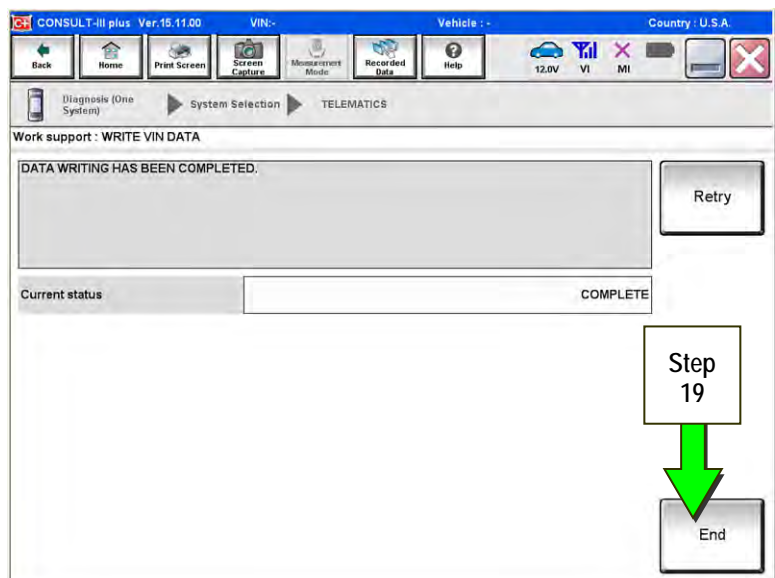 C+ CONSULT-III plus Ver.15.11.00 VIN:- Vehicle : - Country : U.S.A.
Back
Home
Print Screen
Screen
Capture
Measurement
Mode
Recorded
Data
Help
12.0V
VI
MI
Diagnosis (One
System)
System Selection
TELEMATICS
Work support : WRITE VIN DATA
DATA WRITING HAS BEEN COMPLETED.
Retry
Current status
COMPLETE
Step
19
End